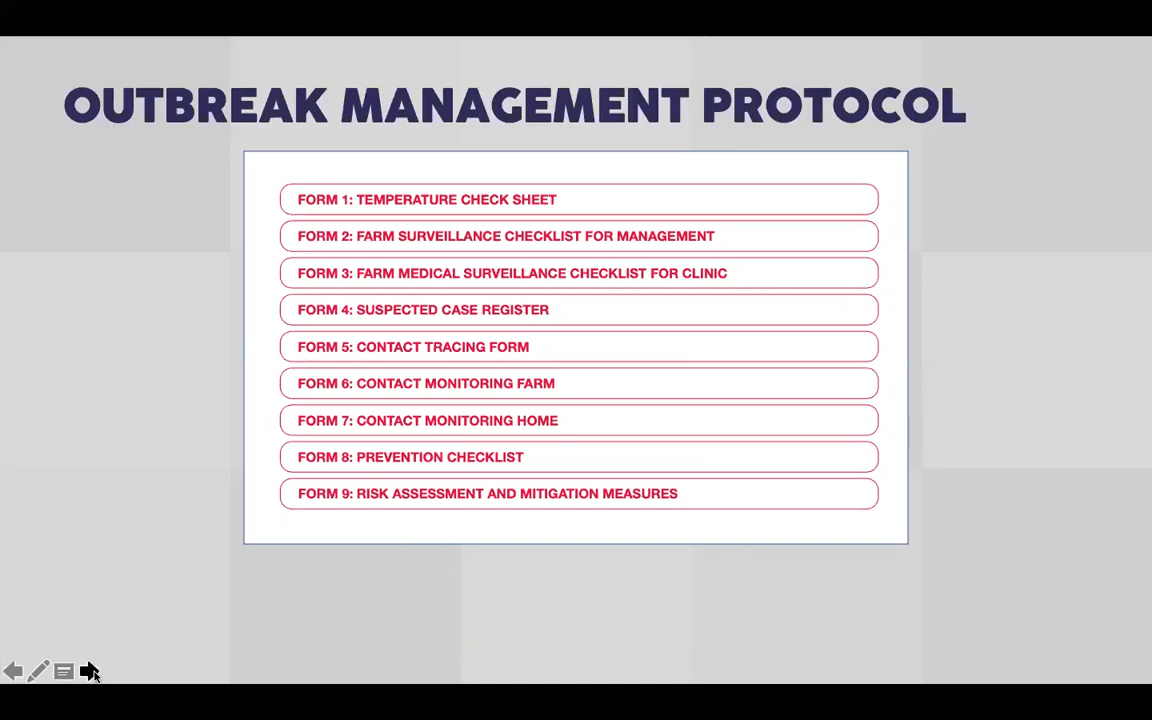 OUTBREAK MANAGEMENT PROTOCOL
FORM 1: TEMPERATURE CHECK SHEET
FORM 2: FARM SURVEILLANCE CHECKLIST FOR MANAGEMENT
FORM 3: FARM MEDICAL SURVEILLANCE CHECKLIST FOR CLINIC
FORM 4: SUSPECTED CASE REGISTER
FORM 5: CONTACT TRACING FORM
FORM 6: CONTACT MONITORING FARM
FORM 7: CONTACT MONITORING HOME
FORM 8: PREVENTION CHECKLIST
FORM 9: RISK ASSESSMENT AND MITIGATION MEASURES